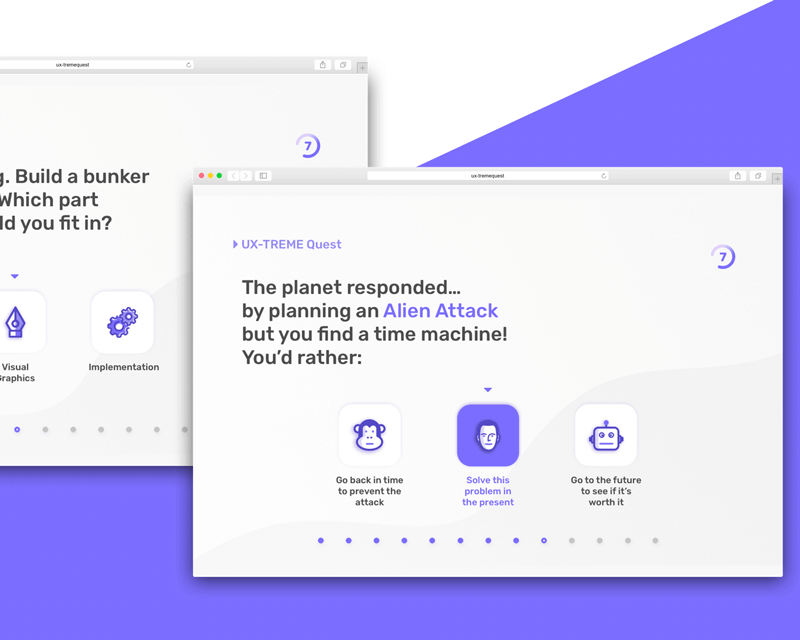 ux-tremequest
7
g. Build a bunker
Which part
ld you fit in?
Visual
Graphics
Implementation
ux-tremequest
UX-TREME Quest
7
The planet responded...
by planning an Alien Attack
but you find a time machine!
You'd rather:
Go back in time
to prevent the
attack
Solve this
problem in
the present
Go to the future
to see if it's
worth it